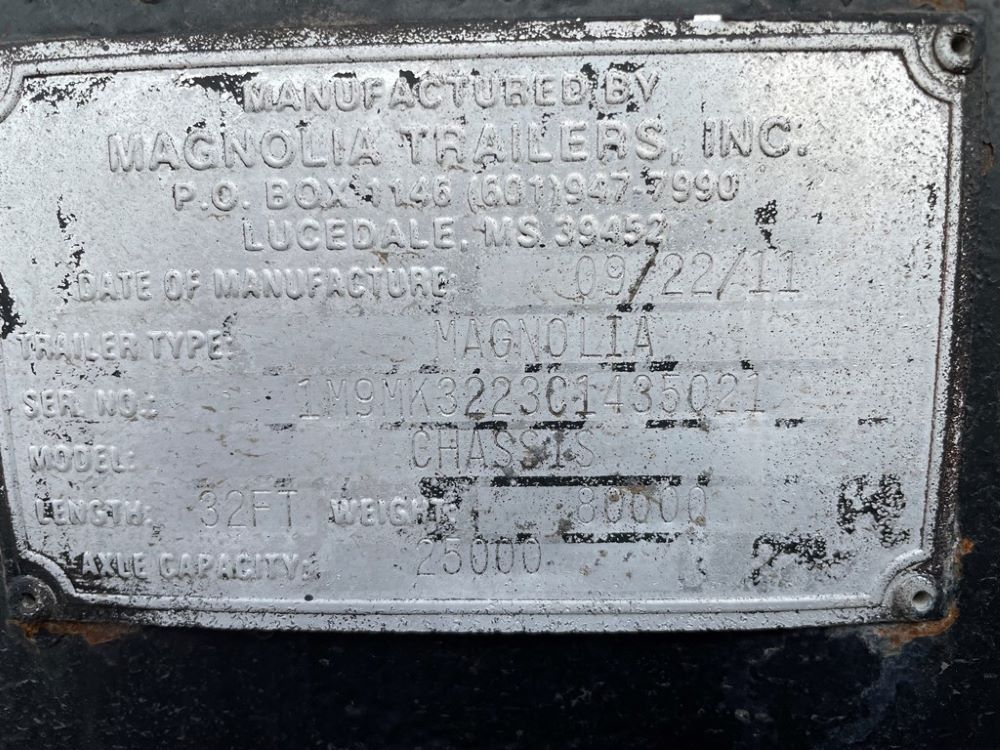 MANUFACTURED BY
MAGNOLIA TRAILERS, INC.
P.O. BOX 1146 (601)947-7990
LUCEDALE, MS. 39452
DATE OF MANUFACTURE: 09/22/11
TRAILER TYPE: MAGNOLIA
SER. NO.: 1M9MK3223C1435021
MODEL: CHASSIS
LENGTH: 32FT WEIGHT: 80000
AXLE CAPACITY: 25000